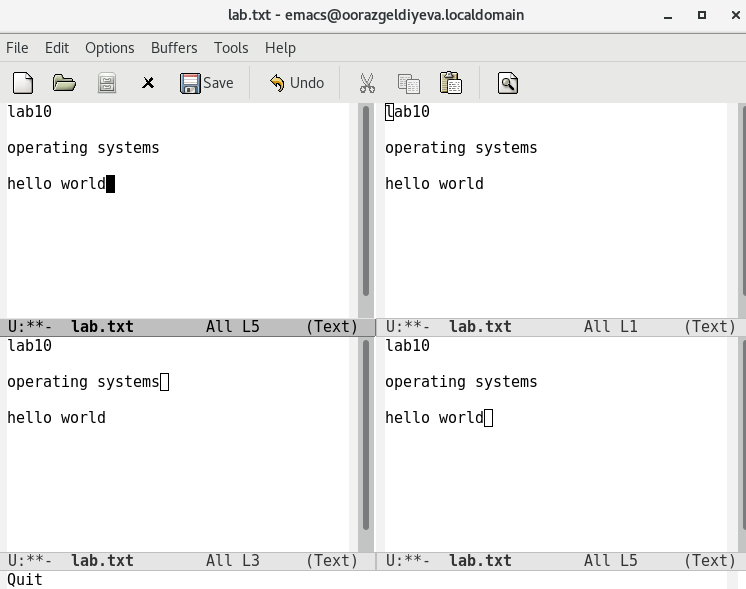 lab.txt - emacs@oorazgeldiyeva.localdomain
File Edit Options Buffers Tools Help
Save Undo
lab10
operating systems
hello world
U:**- lab.txt All L5 (Text)
lab10
operating systems
hello world
U:**- lab.txt All L1 (Text)
lab10
operating systems
hello world
U:**- lab.txt All L3 (Text)
lab10
operating systems
hello world
U:**- lab.txt All L5 (Text)
Quit